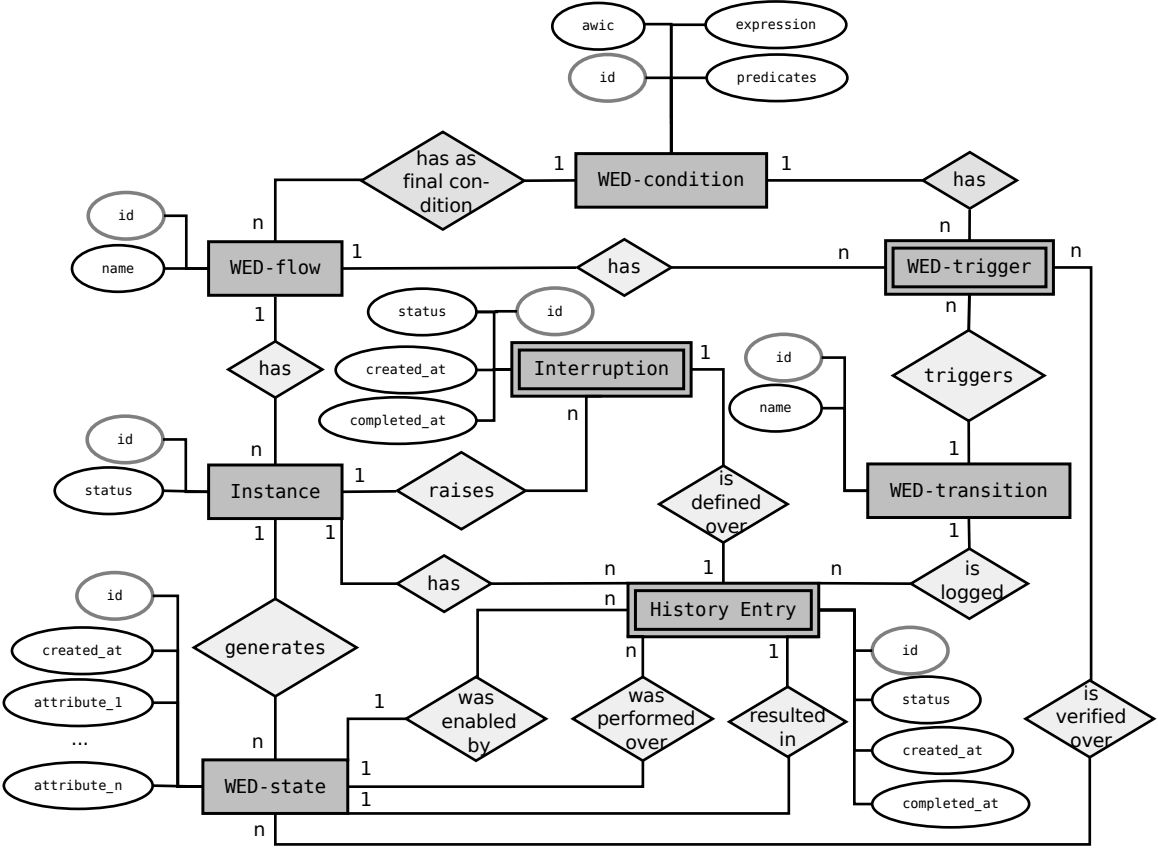 awic
expression
id
predicates
has as
final con-
dition
1
WED-condition
1
has
id
n
n
n
name
WED-flow
1
has
n
WED-trigger
1
status
id
n
has
created_at
Interruption
1
id
triggers
completed_at
n
name
id
n
1
status
Instance
1
raises
is
defined
over
WED-transition
1
1
1
id
has
n
1
n
is
logged
created_at
generates
n
History Entry
attribute_1
n
1
id
...
1
was
enabled
by
was
performed
over
resulted
in
status
is
verified
over
n
created_at
attribute_n
WED-state
1
1
completed_at
n